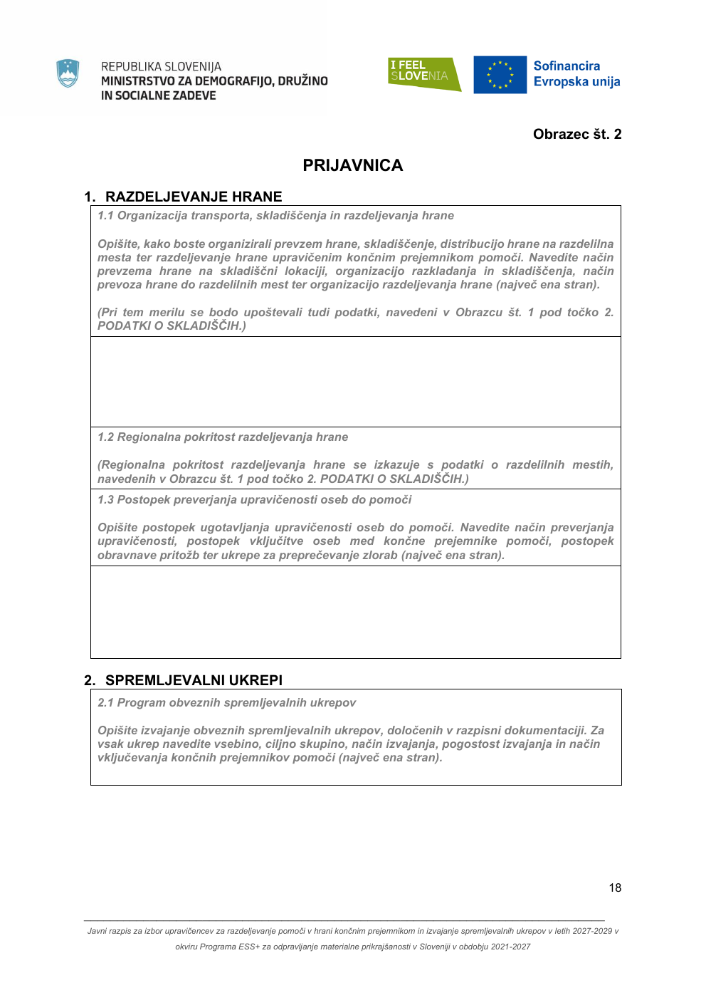 REPUBLIKA SLOVENIJA
MINISTRSTVO ZA DEMOGRAFIJO, DRUŽINO
IN SOCIALNE ZADEVE
I FEEL
SLOVENIA
Sofinancira
Evropska unija
Obrazec št. 2
PRIJAVNICA
1. RAZDELJEVANJE HRANE
1.1 Organizacija transporta, skladiščenja in razdeljevanja hrane
Opišite, kako boste organizirali prevzem hrane, skladiščenje, distribucijo hrane na razdelilna
mesta ter razdeljevanje hrane upravičenim končnim prejemnikom pomoči. Navedite način
prevzema hrane na skladiščni lokaciji, organizacijo razkladanja in skladiščenja, način
prevoza hrane do razdelilnih mest ter organizacijo razdeljevanja hrane (največ ena stran).
(Pri tem merilu se bodo upoštevali tudi podatki, navedeni v Obrazcu št. 1 pod točko 2.
PODATKI O SKLADIŠČIH.)
1.2 Regionalna pokritost razdeljevanja hrane
(Regionalna pokritost razdeljevanja hrane se izkazuje s podatki o razdelilnih mestih,
navedenih v Obrazcu št. 1 pod točko 2. PODATKI O SKLADIŠČIH.)
1.3 Postopek preverjanja upravičenosti oseb do pomoči
Opišite postopek ugotavljanja upravičenosti oseb do pomoči. Navedite način preverjanja
upravičenosti, postopek vključitve oseb med končne prejemnike pomoči, postopek
obravnave pritožb ter ukrepe za preprečevanje zlorab (največ ena stran).
2. SPREMLJEVALNI UKREPI
2.1 Program obveznih spremljevalnih ukrepov
Opišite izvajanje obveznih spremljevalnih ukrepov, določenih v razpisni dokumentaciji. Za
vsak ukrep navedite vsebino, ciljno skupino, način izvajanja, pogostost izvajanja in način
vključevanja končnih prejemnikov pomoči (največ ena stran).
18
Javni razpis za izbor upravičencev za razdeljevanje pomoči v hrani končnim prejemnikom in izvajanje spremljevalnih ukrepov v letih 2027-2029 v
okviru Programa ESS+ za odpravljanje materialne prikrajšanosti v Sloveniji v obdobju 2021-2027